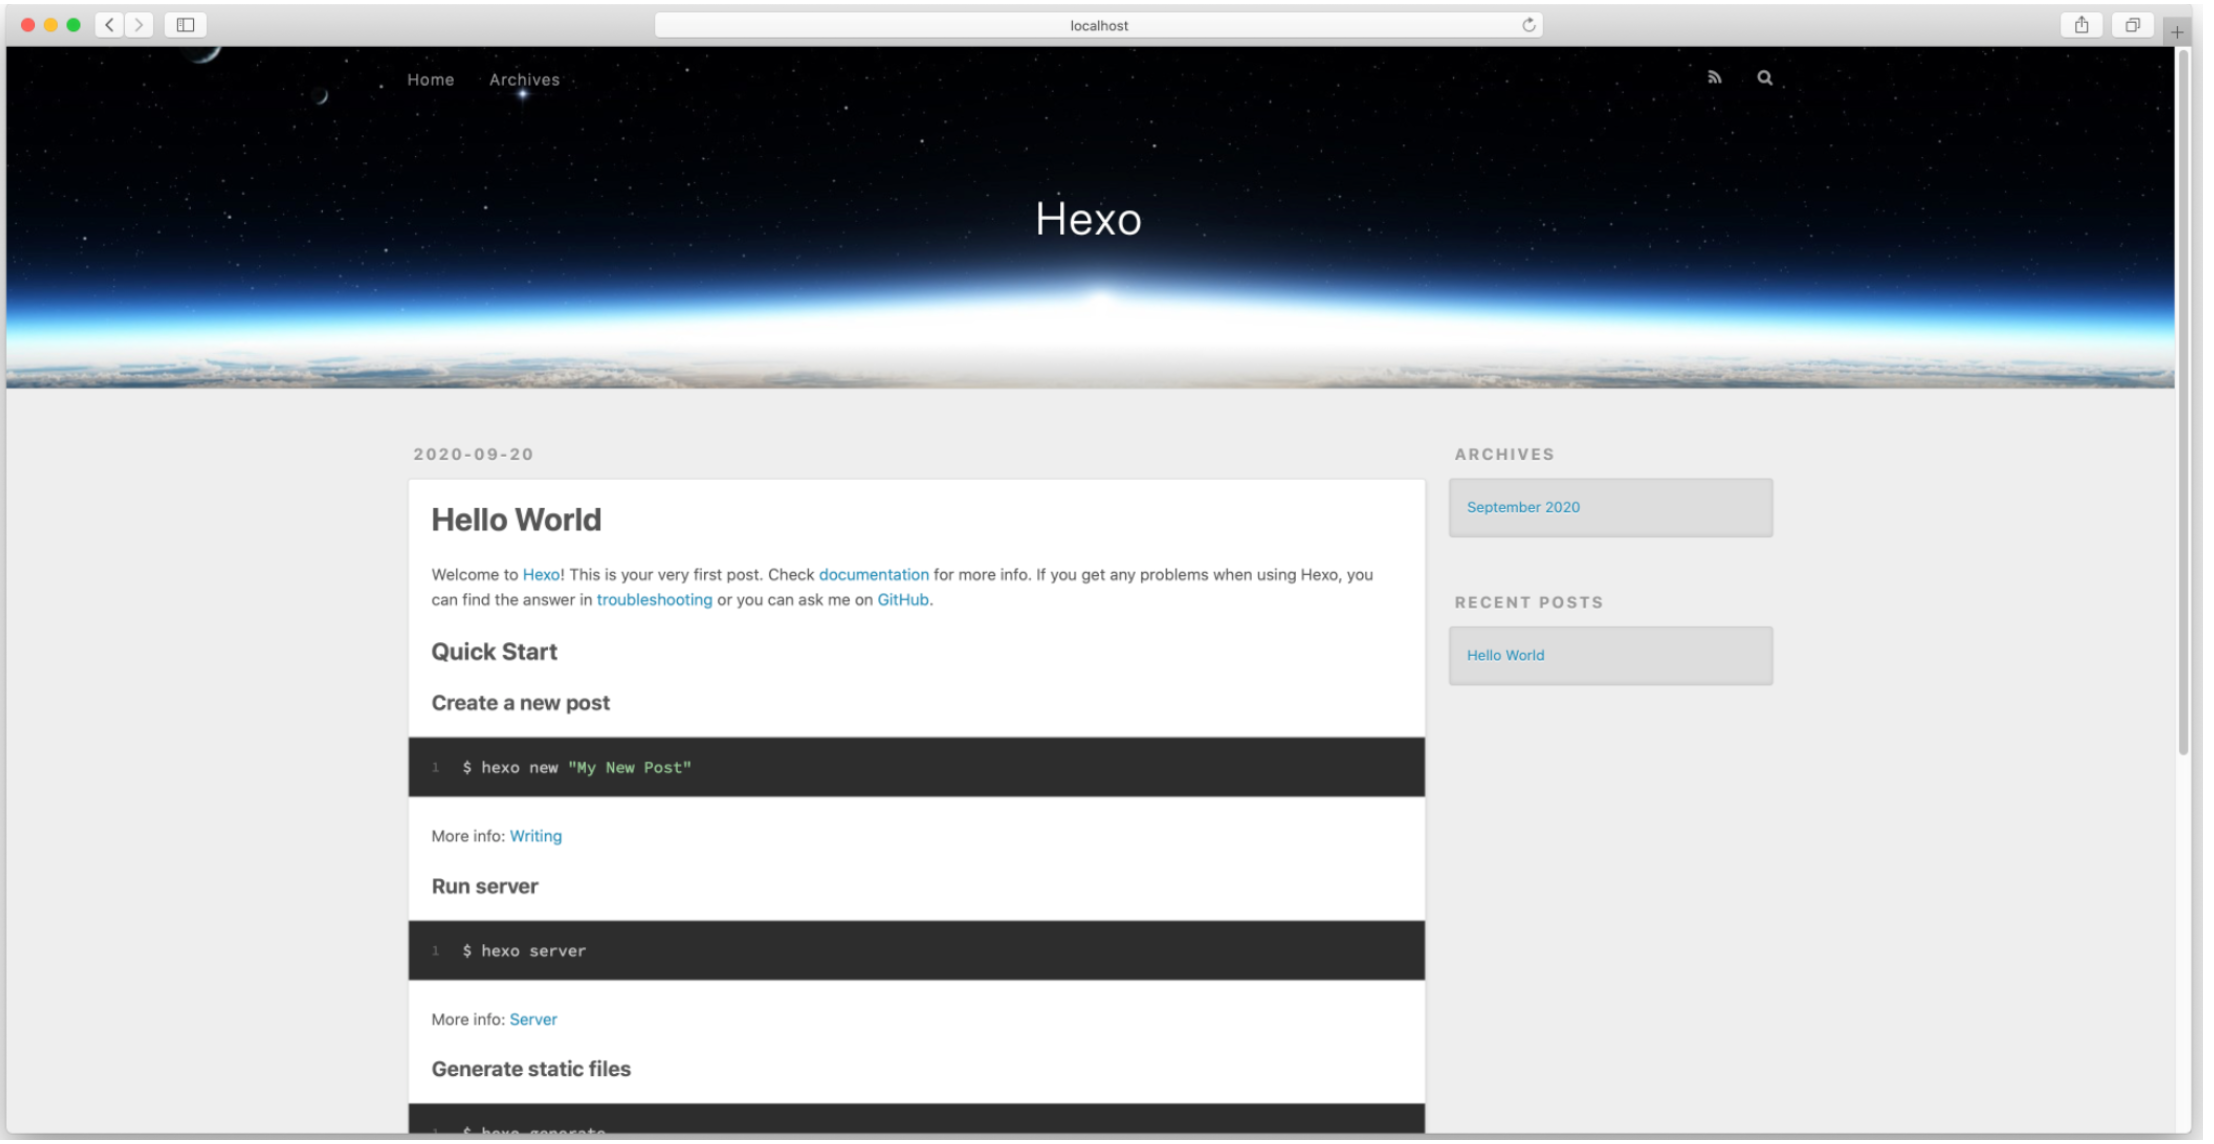 localhost
Home Archives
Hexo
2020-09-20
Hello World
Welcome to Hexo! This is your very first post. Check documentation for more info. If you get any problems when using Hexo, you
can find the answer in troubleshooting or you can ask me on GitHub.
Quick Start
Create a new post
1 $ hexo new "My New Post"
More info: Writing
Run server
1 $ hexo server
More info: Server
Generate static files
1 $ hexo generate
ARCHIVES
September 2020
RECENT POSTS
Hello World